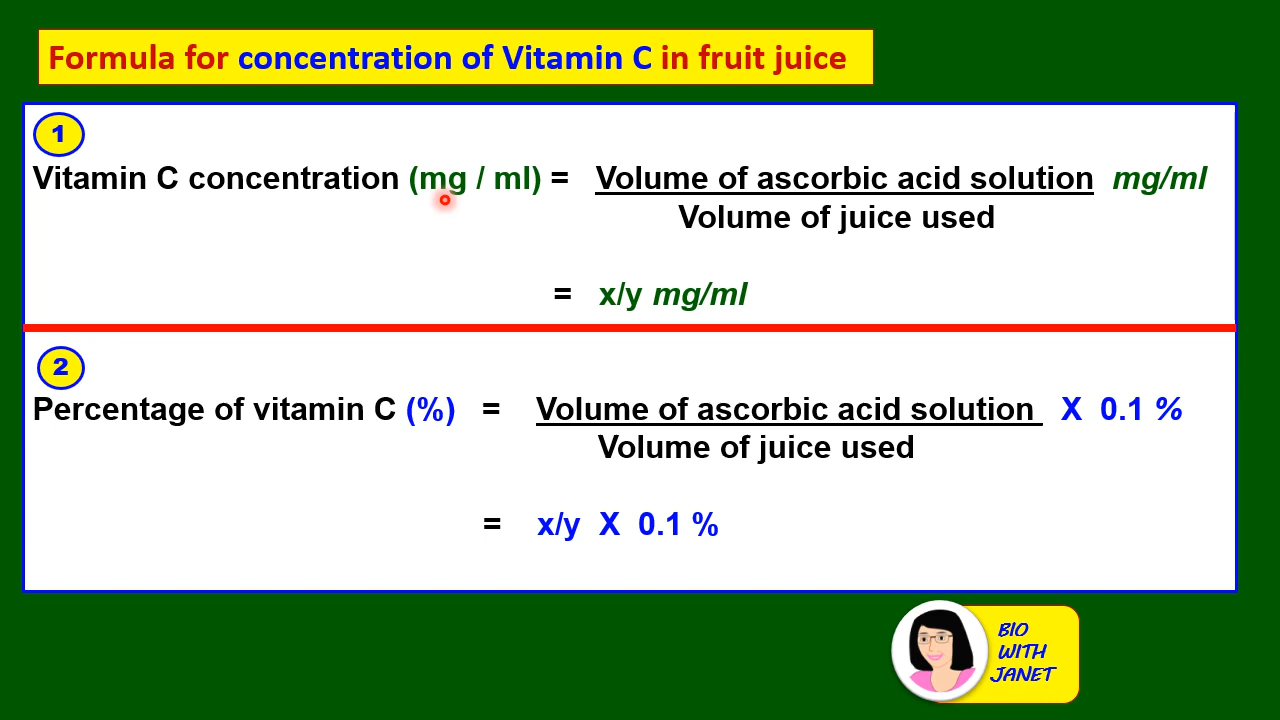 Formula for concentration of Vitamin C in fruit juice
1
Vitamin C concentration (mg / ml) = Volume of ascorbic acid solution mg/ml
Volume of juice used
= x/y mg/ml
2
Percentage of vitamin C (%) = Volume of ascorbic acid solution X 0.1 %
Volume of juice used
= x/y X 0.1 %
BIO
WITH
JANET